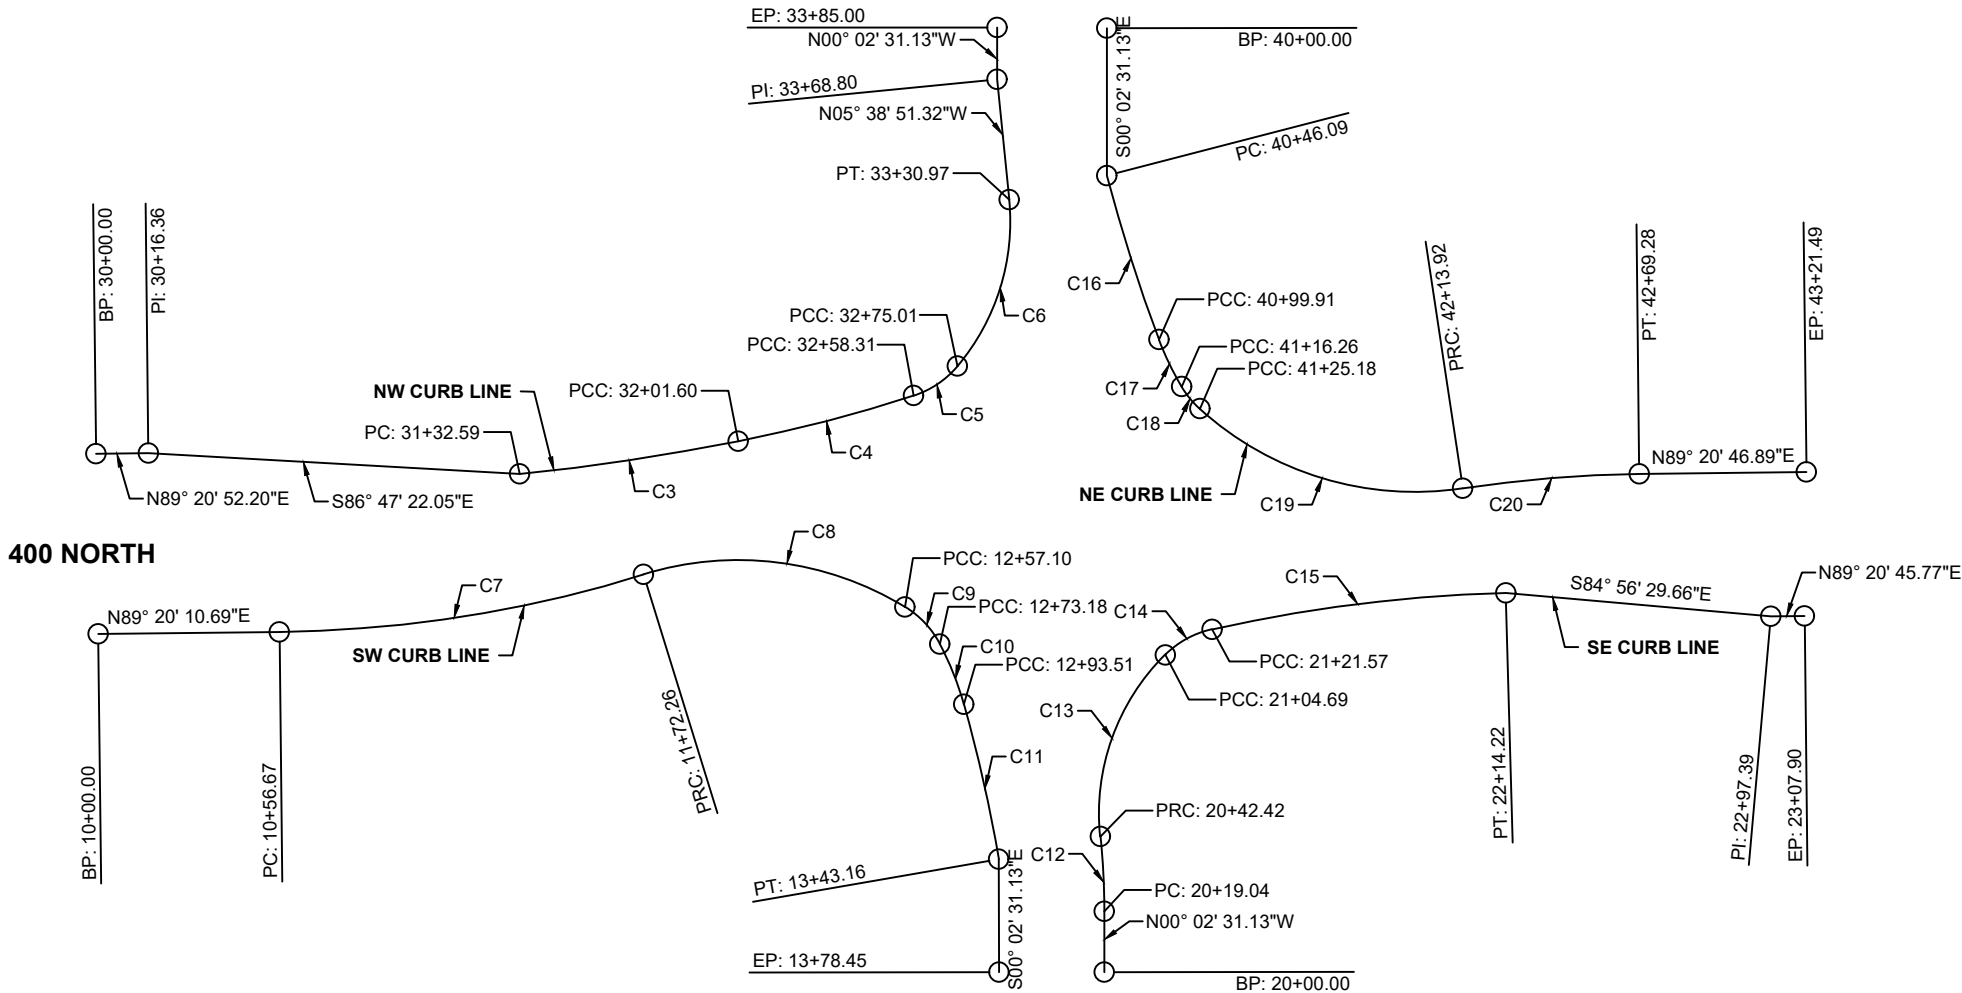 EP: 33+85.00
N00° 02' 31.13"W
PI: 33+68.80
N05° 38' 51.32"W
PT: 33+30.97
BP: 30+00.00
PI: 30+16.36
PCC: 32+75.01
PCC: 32+58.31
C6
NW CURB LINE
PCC: 32+01.60
PC: 31+32.59
C5
C4
C3
N89° 20' 52.20"E
S86° 47' 22.05"E
BP: 40+00.00
S00° 02' 31.13"E
PC: 40+46.09
C16
PCC: 40+99.91
PCC: 41+16.26
PCC: 41+25.18
C17
C18
PRC: 42+13.92
PT: 42+69.28
EP: 43+21.49
N89° 20' 46.89"E
NE CURB LINE
C19
C20
400 NORTH
C8
C7
PCC: 12+57.10
C9
PCC: 12+73.18
N89° 20' 10.69"E
SW CURB LINE
C10
PCC: 12+93.51
PRC: 11+72.26
C11
BP: 10+00.00
PC: 10+56.67
PT: 13+43.16
S00° 02' 31.13"E
EP: 13+78.45
C15
S84° 56' 29.66"E
N89° 20' 45.77"E
C14
SE CURB LINE
PCC: 21+21.57
PCC: 21+04.69
C13
PRC: 20+42.42
C12
PC: 20+19.04
N00° 02' 31.13"W
PT: 22+14.22
PI: 22+97.39
EP: 23+07.90
BP: 20+00.00